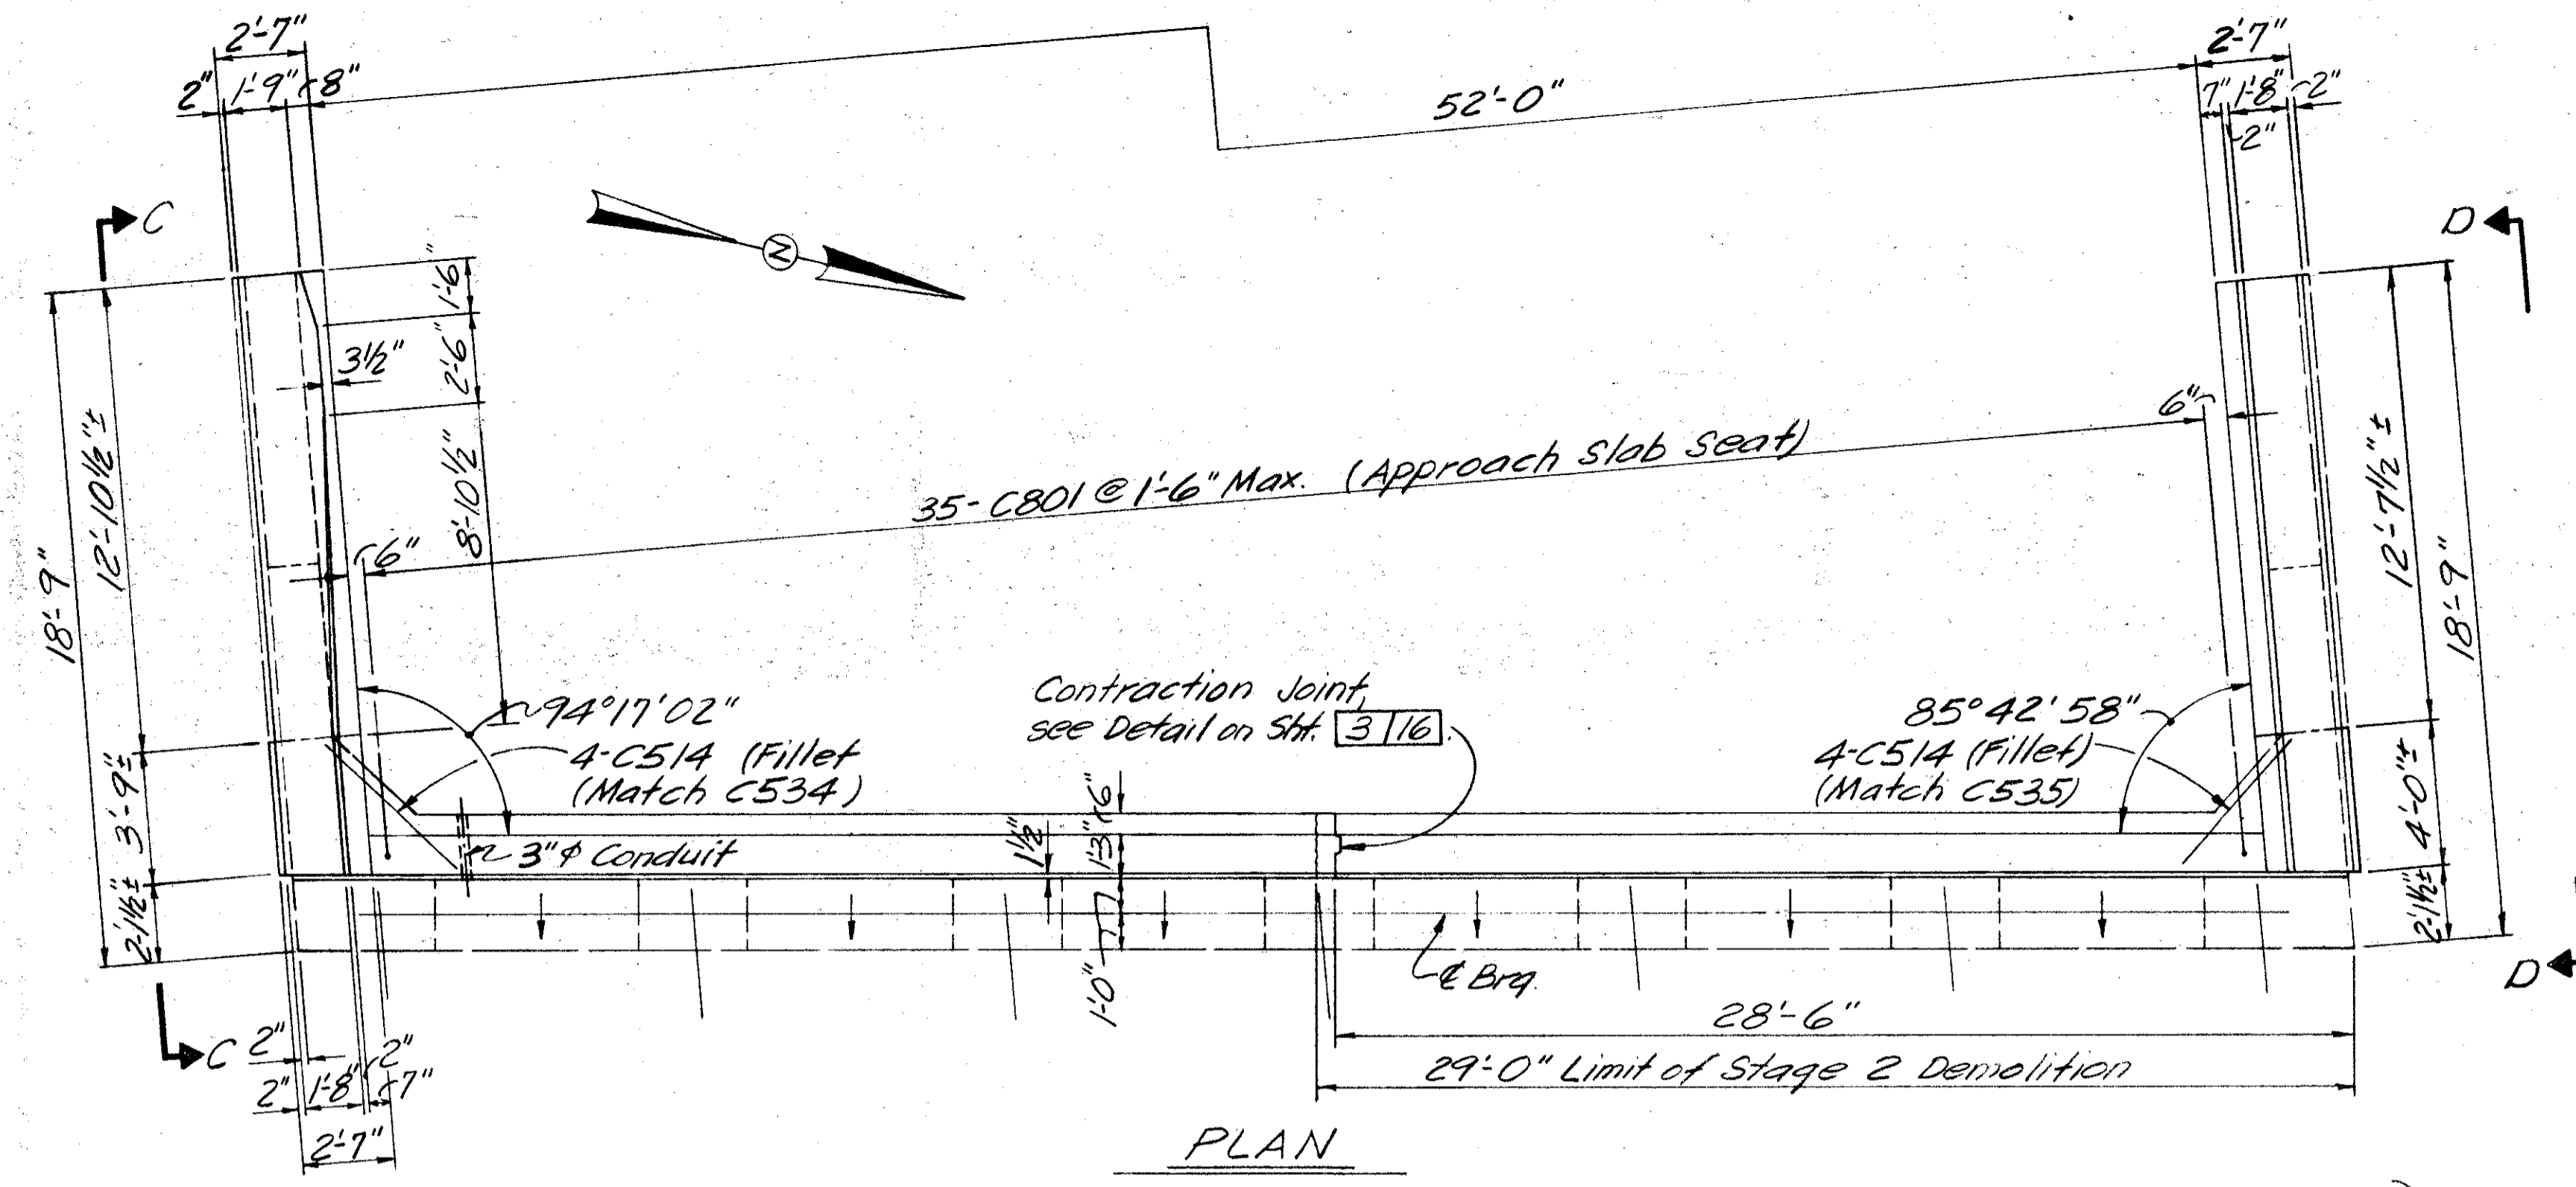 2'-7"
2" 1'-9" 8"
52'-0"
2'-7"
7" 1'-8" 2"
2"
C
D
N
1'-6"
3½"
2'-6"
6"
12'-10½"±
8'-10½"
35-C801 @ 1'-6" Max. (Approach Slab Seat)
12'-7½"±
18'-9"
6"
18'-9"
94°17'02"
4-C514 (Fillet
(Match C534)
Contraction Joint,
see Detail on Sht. 3/16
85°42'58"
4-C514 (Fillet)
(Match C535)
3'-9"±
6"
4'-0"±
3"φ Conduit
1½"
1'-3"
2'-1½"±
2'-1½"±
1'-0"
℄ Brg.
D
C
2"
2"
28'-6"
2" 1'-8" 7"
29'-0" Limit of Stage 2 Demolition
2'-7"
PLAN